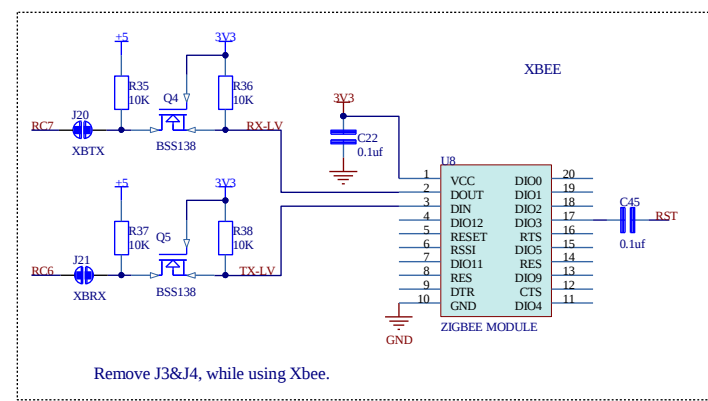 +5
3V3
R35
10K
Q4
R36
10K
XBEE
J20
RC7
RX-LV
XBTX
BSS138
3V3
C22
0.1uf
U8
1 VCC DIO0 20
2 DOUT DIO1 19
3 DIN DIO2 18
4 DIO12 DIO3 17
5 RESET RTS 16
6 RSSI DIO5 15
7 DIO11 RES 14
8 RES DIO9 13
9 DTR CTS 12
10 GND DIO4 11
ZIGBEE MODULE
GND
C45
RST
0.1uf
+5
3V3
R37
10K
Q5
R38
10K
J21
RC6
TX-LV
XBRX
BSS138
Remove J3&J4, while using Xbee.